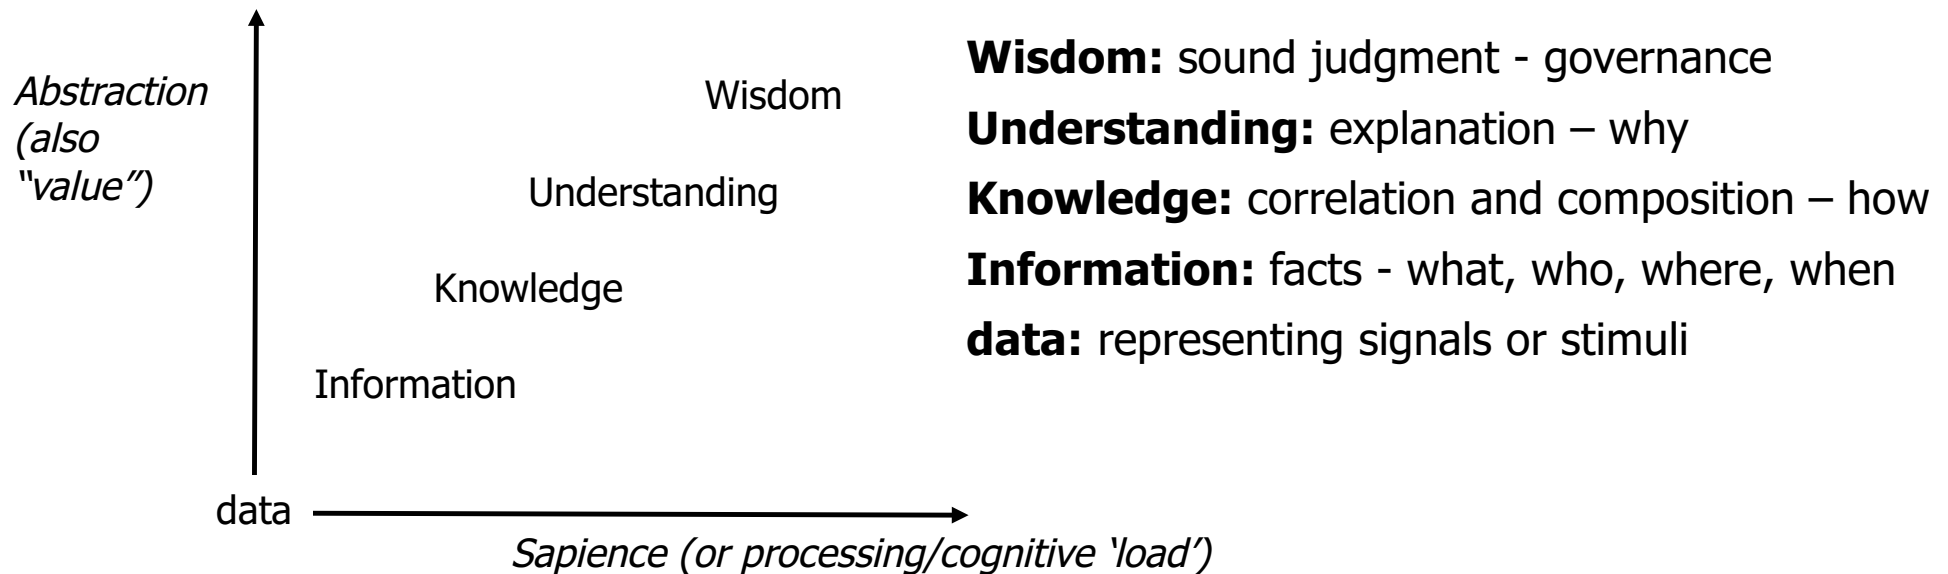 Abstraction
(also
“value”)
Wisdom
Understanding
Knowledge
Information
data
Sapience (or processing/cognitive ‘load’)
Wisdom: sound judgment - governance
Understanding: explanation – why
Knowledge: correlation and composition – how
Information: facts - what, who, where, when
data: representing signals or stimuli